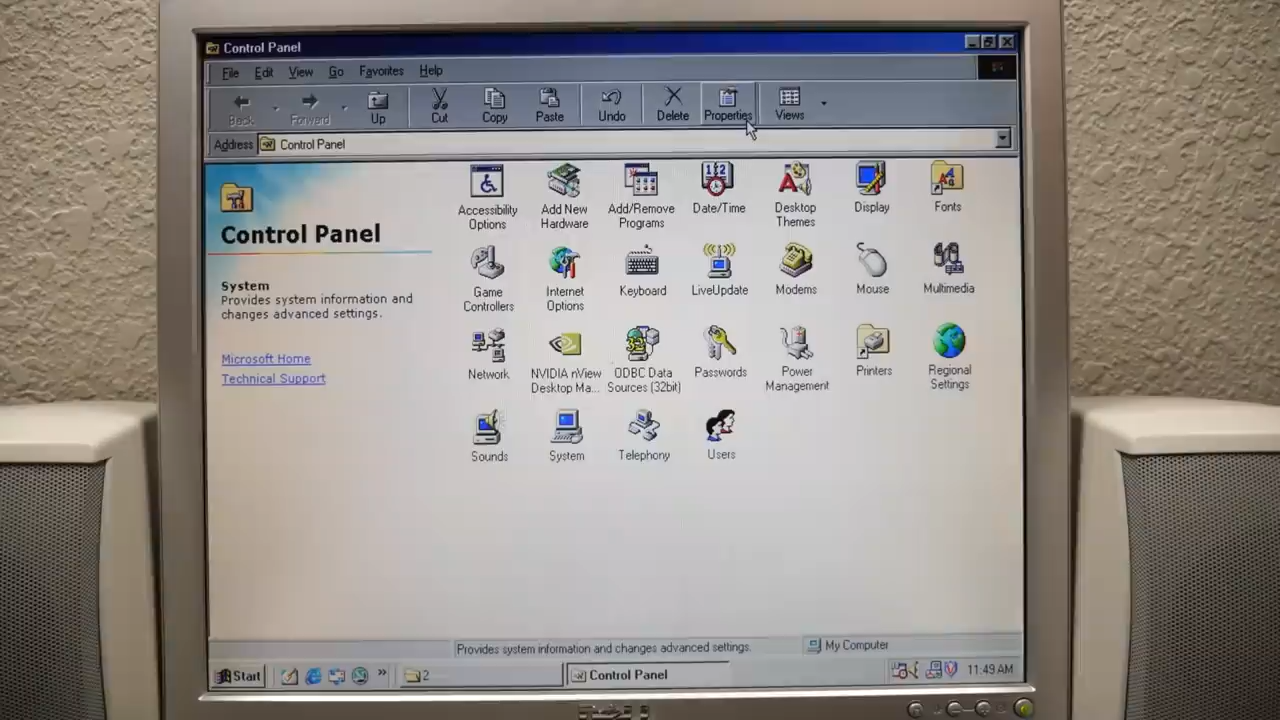 Control Panel
File Edit View Go Favorites Help
Back Forward Up Cut Copy Paste Undo Delete Properties Views
Address Control Panel
Accessibility Options
Add New Hardware
Add/Remove Programs
Date/Time
Desktop Themes
Display
Fonts
Control Panel
System
Provides system information and
changes advanced settings.
Microsoft Home
Technical Support
Game Controllers
Internet Options
Keyboard
LiveUpdate
Modems
Mouse
Multimedia
Network
NVIDIA nView Desktop Ma...
ODBC Data Sources (32bit)
Passwords
Power Management
Printers
Regional Settings
Sounds
System
Telephony
Users
Provides system information and changes advanced settings. My Computer
Start » 2 Control Panel 11:49 AM
DELL